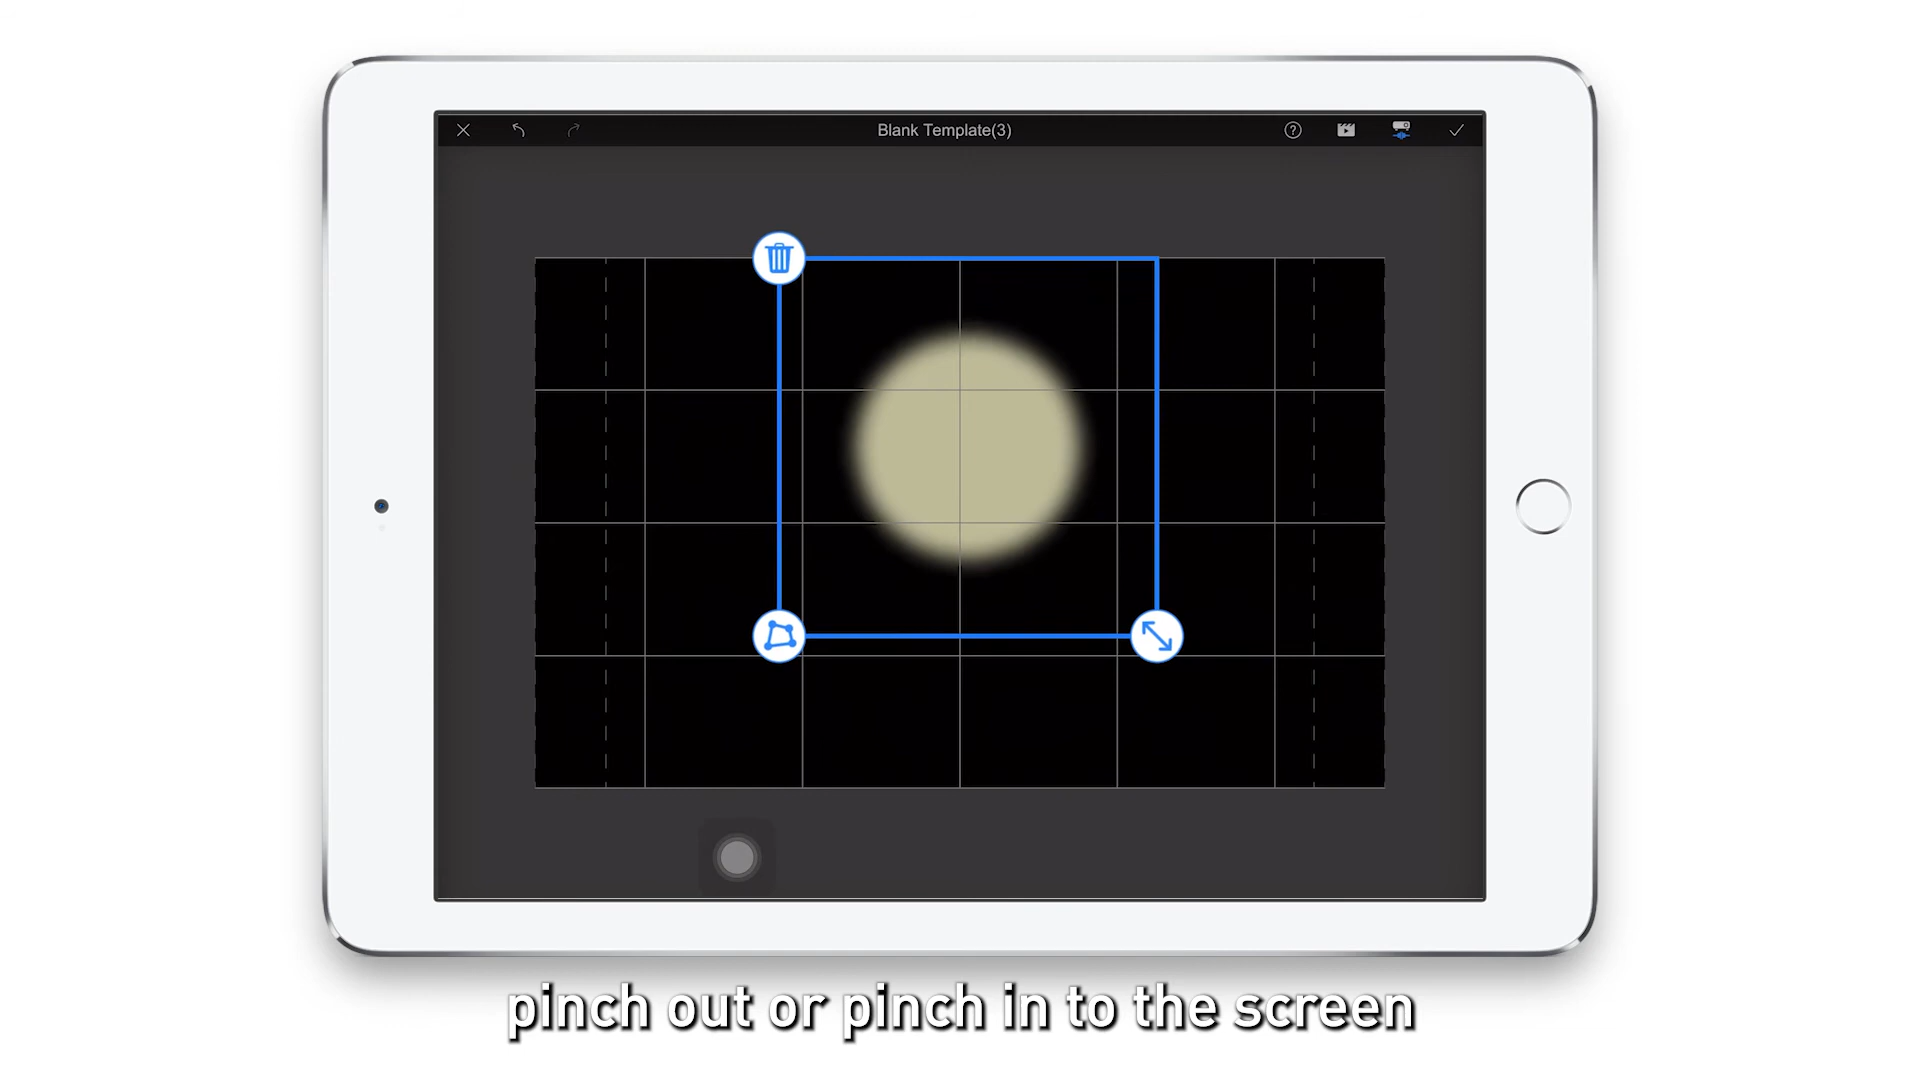 Blank Template(3)
pinch out or pinch in to the screen